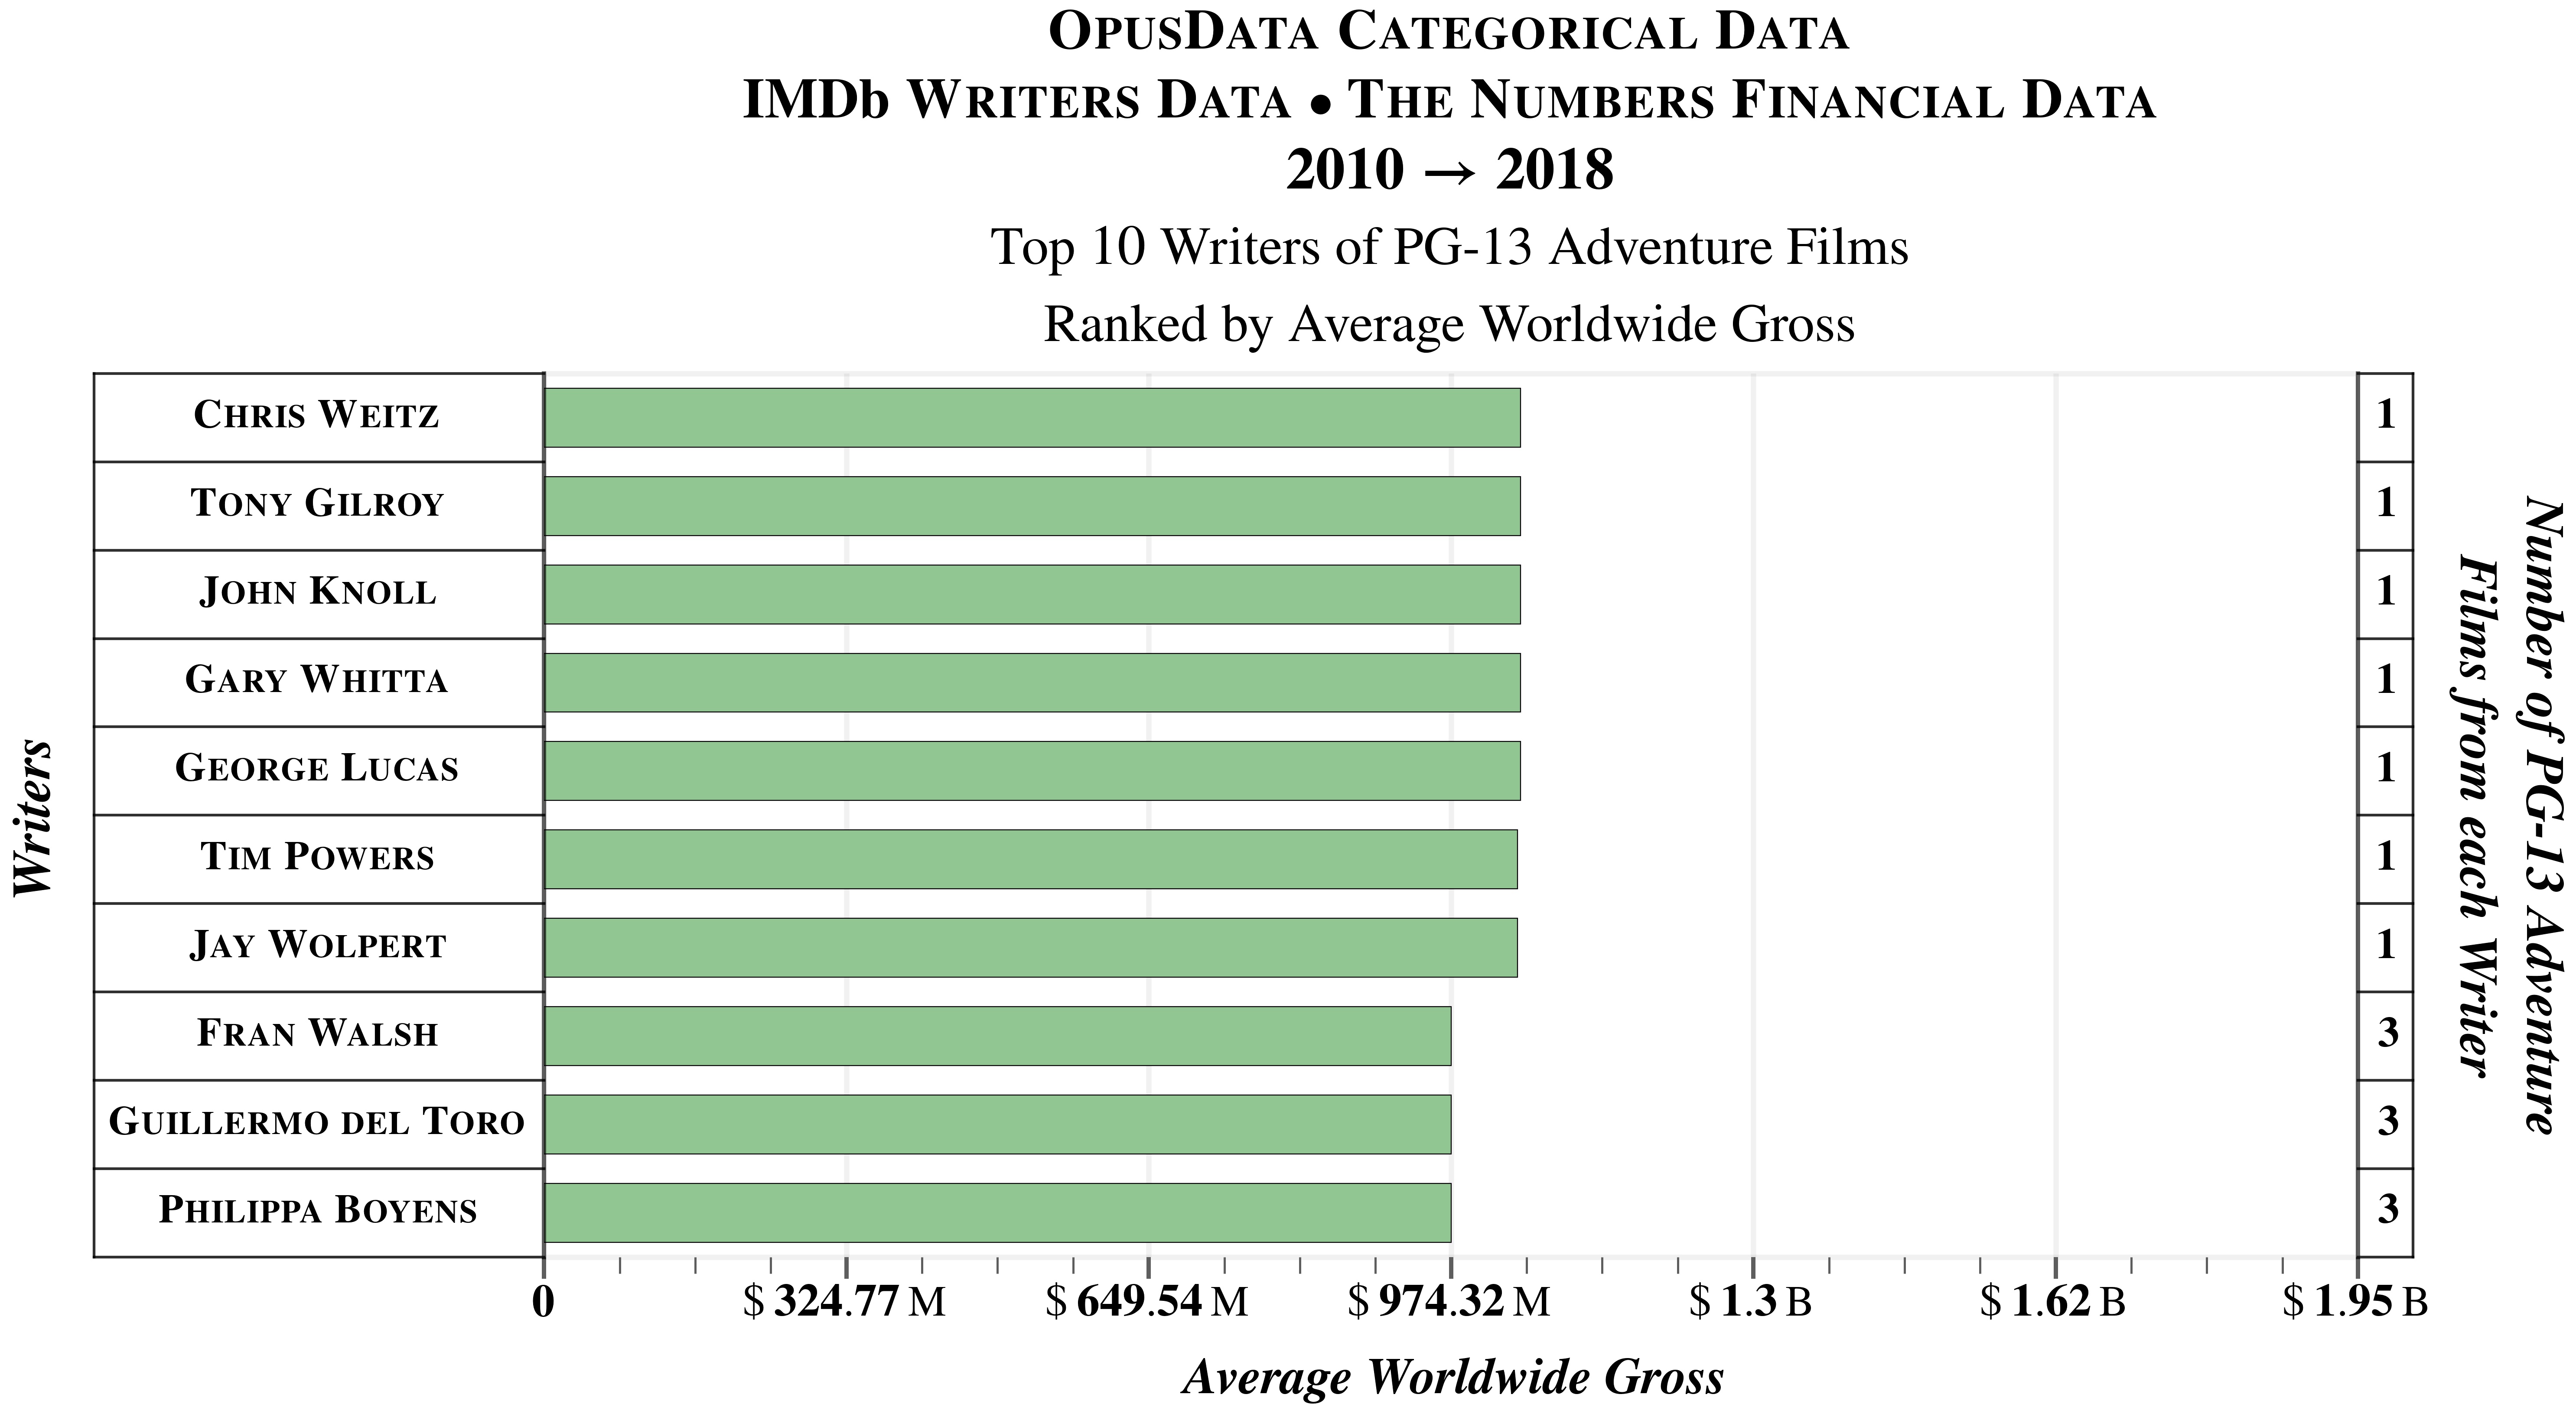 OpusData Categorical Data
IMDb Writers Data • The Numbers Financial Data
2010 → 2018
Top 10 Writers of PG-13 Adventure Films
Ranked by Average Worldwide Gross
Writers
Chris Weitz 1
Tony Gilroy 1
John Knoll 1
Gary Whitta 1
George Lucas 1
Tim Powers 1
Jay Wolpert 1
Fran Walsh 3
Guillermo del Toro 3
Philippa Boyens 3
Number of PG-13 Adventure
Films from each Writer
0 $ 324.77 M $ 649.54 M $ 974.32 M $ 1.3 B $ 1.62 B $ 1.95 B
Average Worldwide Gross